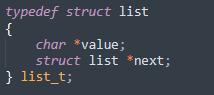 typedef struct list
{
    char *value;
    struct list *next;
} list_t;